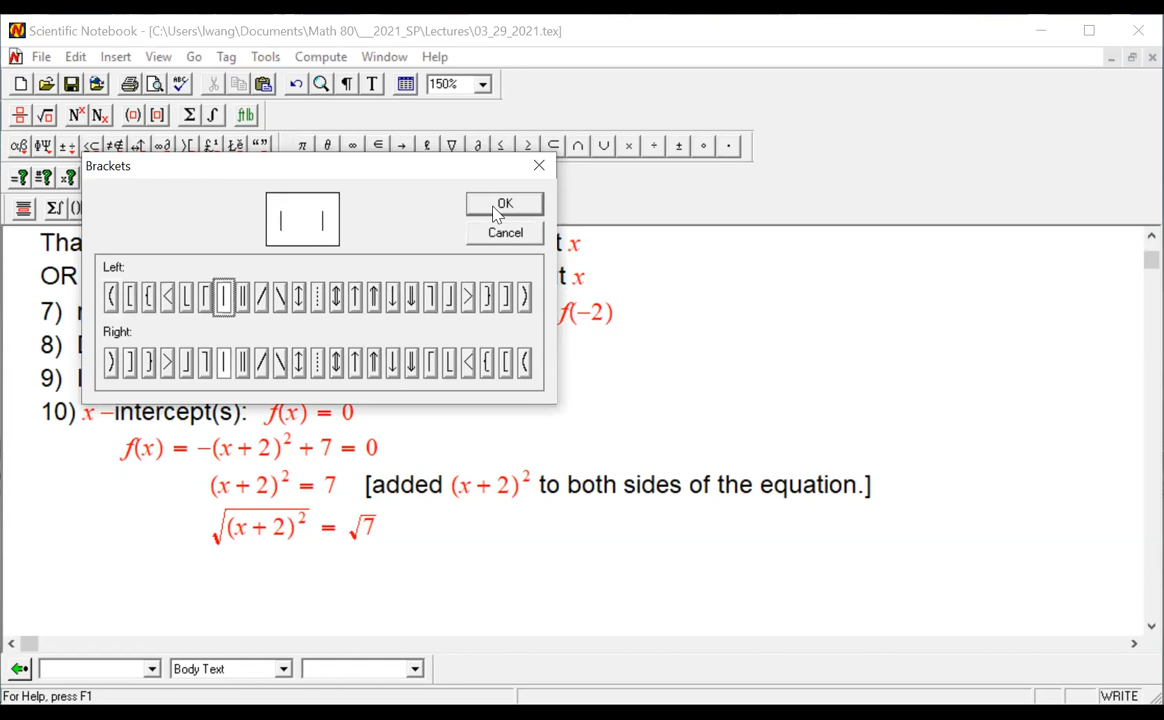 Scientific Notebook - [C:\Users\lwang\Documents\Math 80\__2021_SP\Lectures\03_29_2021.tex]
File Edit Insert View Go Tag Tools Compute Window Help
150%
Brackets
OK
Cancel
Left:
Right:
Tha t x
OR t x
7) f(−2)
8)
9)
10) x −intercept(s): f(x) = 0
f(x) = −(x + 2)² + 7 = 0
(x + 2)² = 7 [added (x + 2)² to both sides of the equation.]
√(x + 2)² = √7
Body Text
For Help, press F1 WRITE